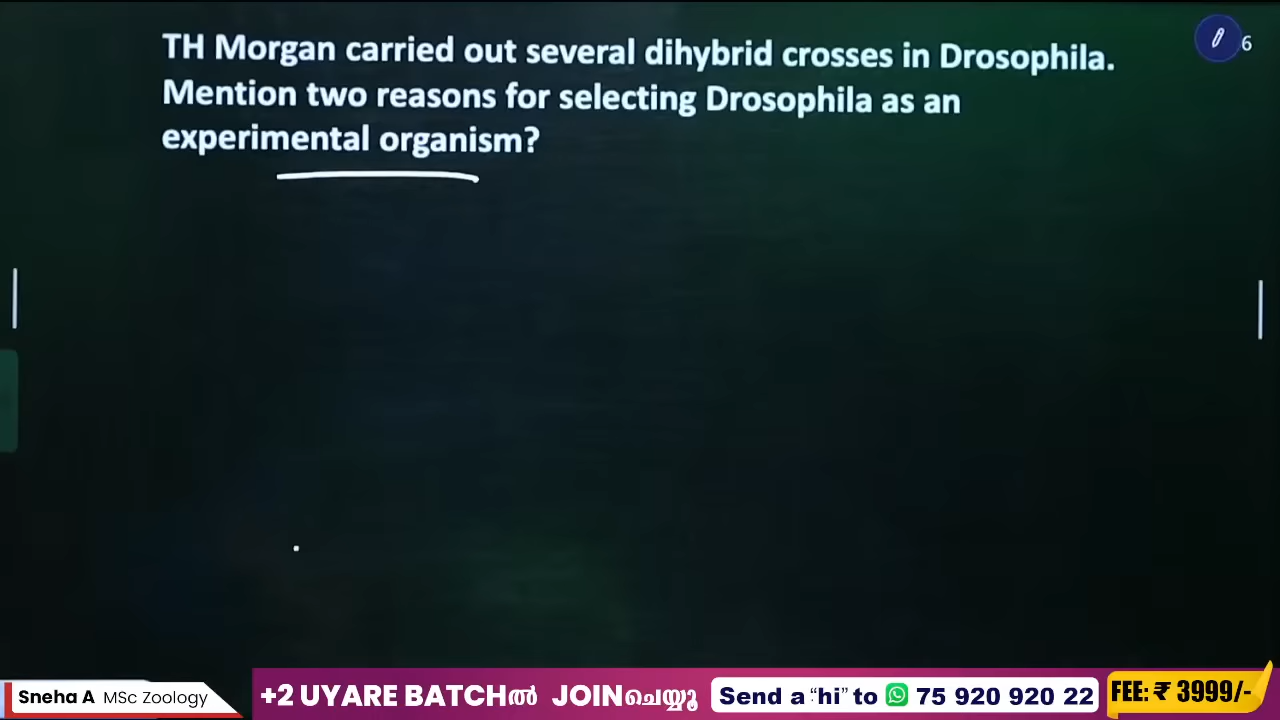 TH Morgan carried out several dihybrid crosses in Drosophila.
Mention two reasons for selecting Drosophila as an
experimental organism?
6
Sneha A MSc Zoology
+2 UYARE BATCHൽ JOINചെയ്യൂ
Send a “hi” to 75 920 920 22
FEE: ₹ 3999/-